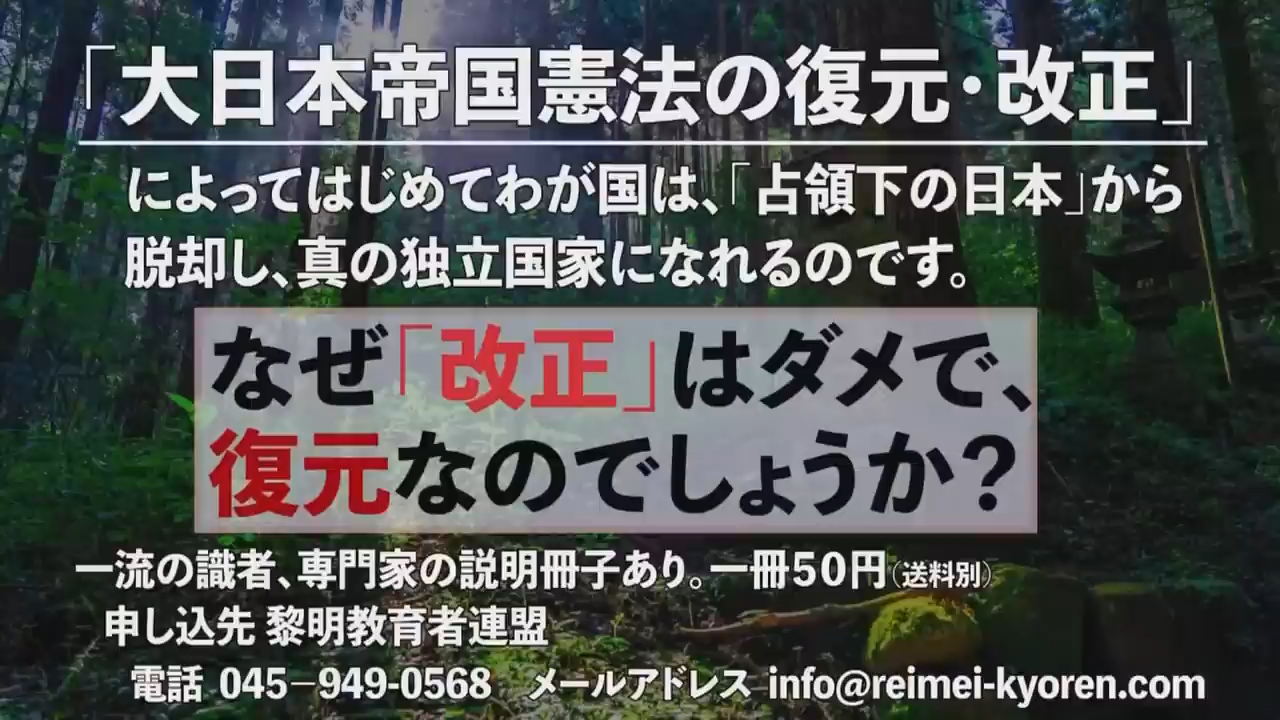 「大日本帝国憲法の復元・改正」
によってはじめてわが国は、「占領下の日本」から
脱却し、真の独立国家になれるのです。
なぜ「改正」はダメで、
復元なのでしょうか？
一流の識者、専門家の説明冊子あり。一冊50円（送料別）
申し込先 黎明教育者連盟
電話 045－949-0568 メールアドレス info@reimei-kyoren.com